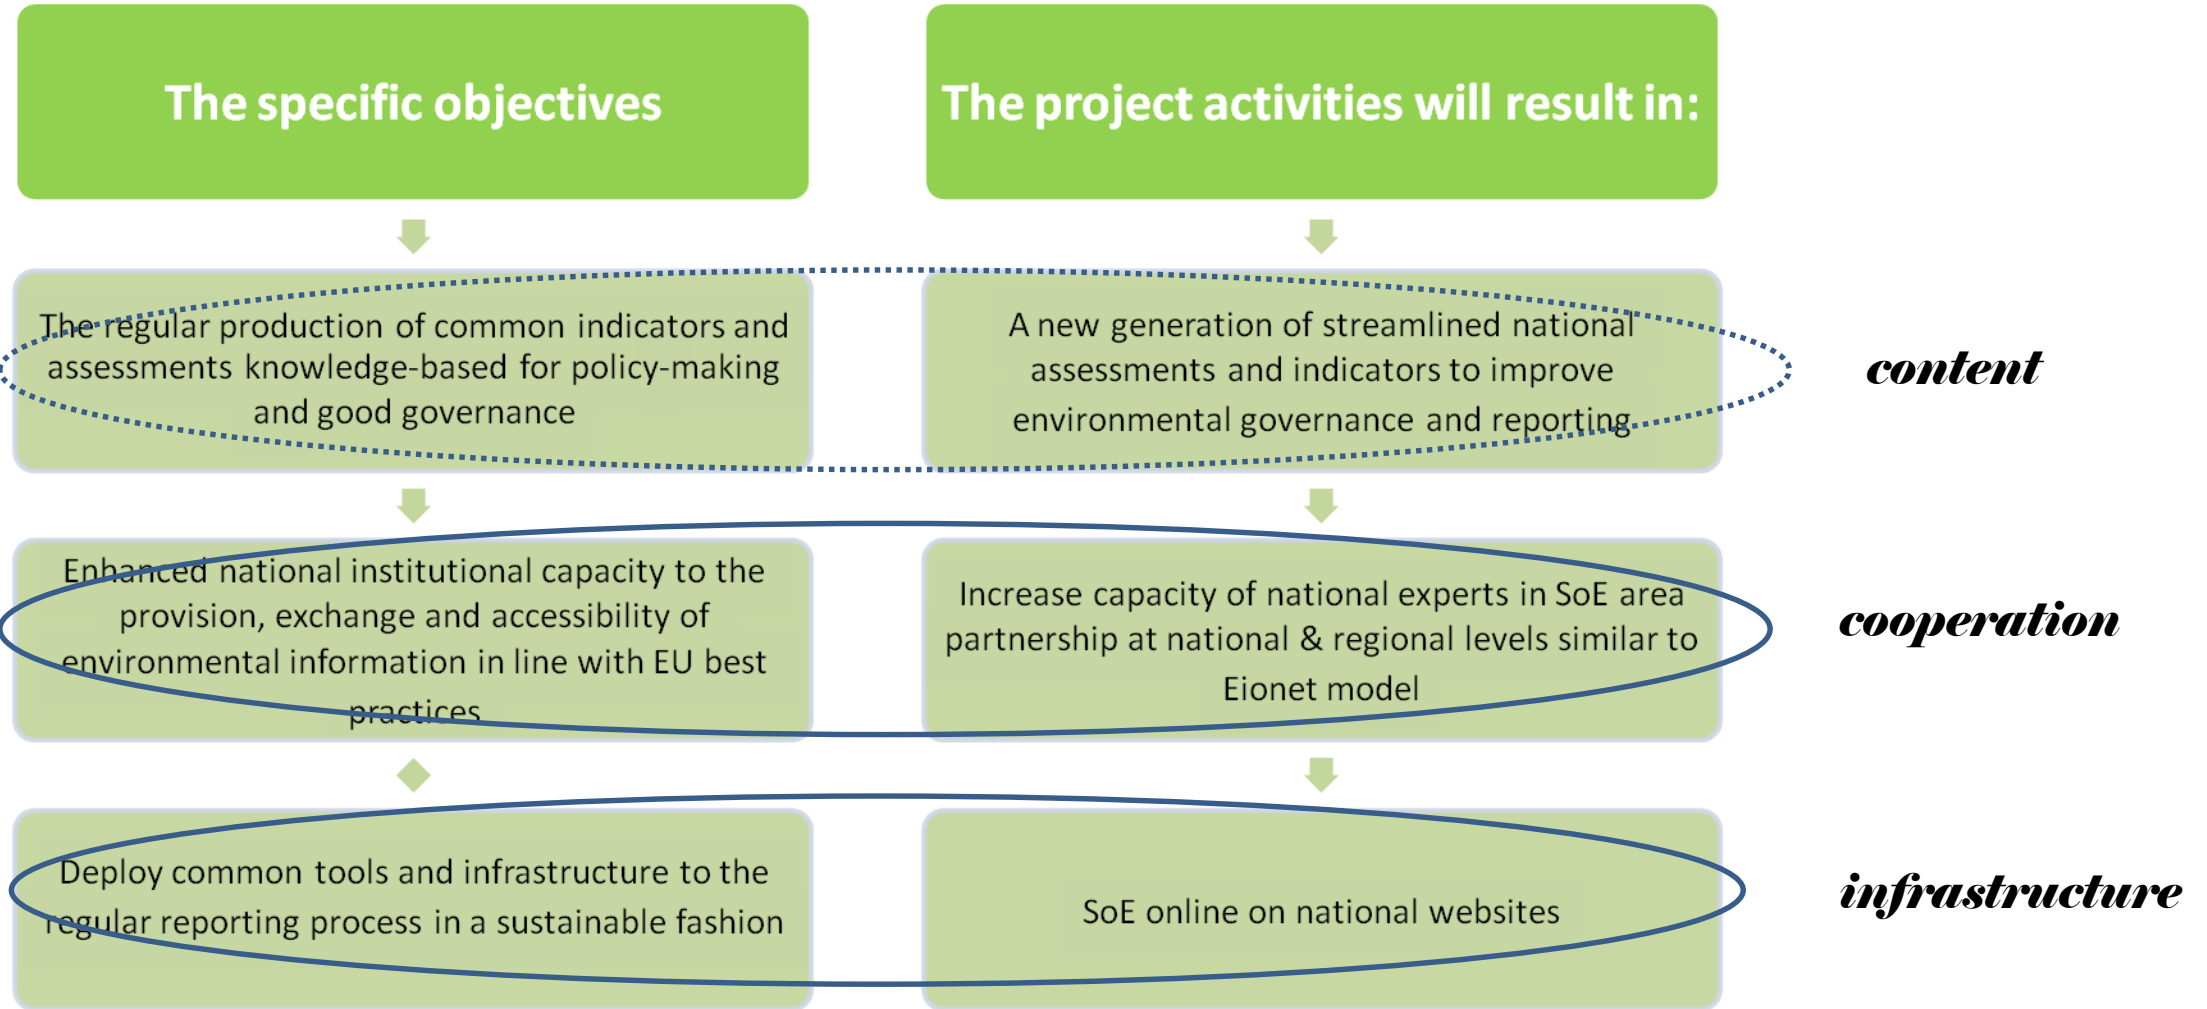 The specific objectives
The project activities will result in:
The regular production of common indicators and
assessments knowledge-based for policy-making
and good governance
A new generation of streamlined national
assessments and indicators to improve
environmental governance and reporting
content
Enhanced national institutional capacity to the
provision, exchange and accessibility of
environmental information in line with EU best
practices
Increase capacity of national experts in SoE area
partnership at national & regional levels similar to
Eionet model
cooperation
Deploy common tools and infrastructure to the
regular reporting process in a sustainable fashion
SoE online on national websites
infrastructure